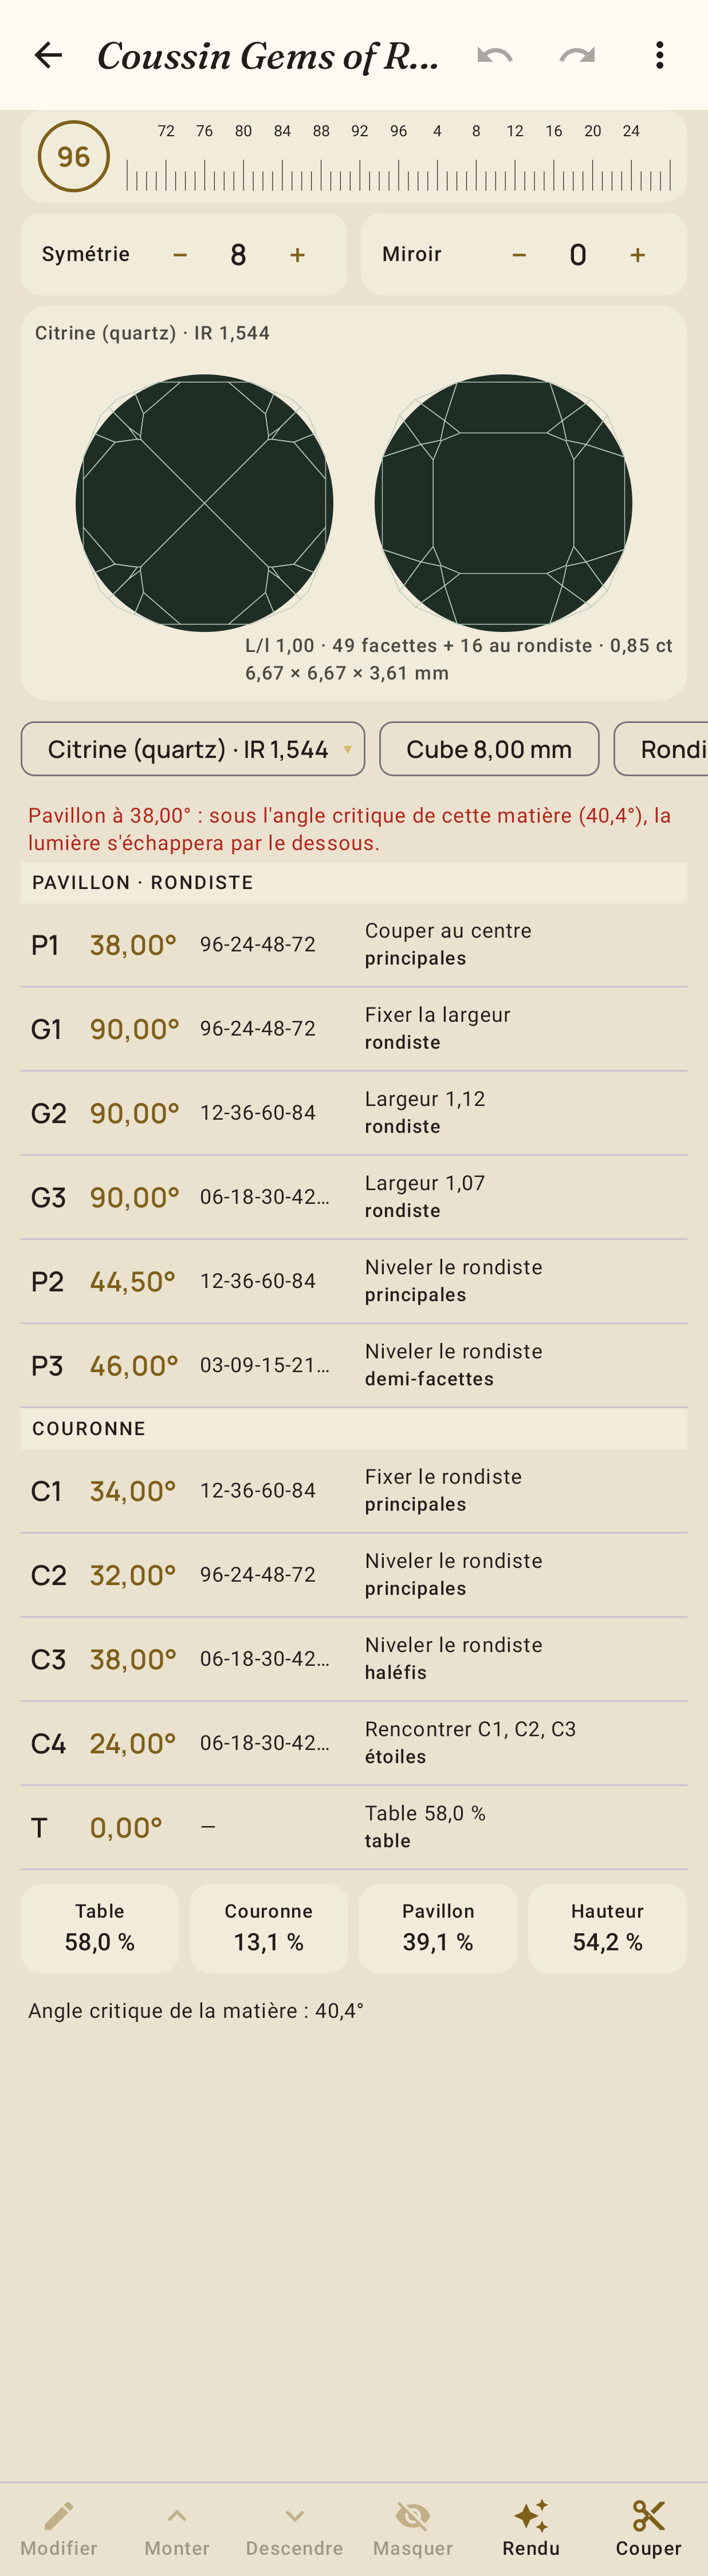 Coussin Gems of R...
72 76 80 84 88 92 96 4 8 12 16 20 24
96
Symétrie − 8 +
Miroir − 0 +
Citrine (quartz) · IR 1,544
L/l 1,00 · 49 facettes + 16 au rondiste · 0,85 ct
6,67 × 6,67 × 3,61 mm
Citrine (quartz) · IR 1,544 ▾
Cube 8,00 mm
Rondi
Pavillon à 38,00° : sous l'angle critique de cette matière (40,4°), la
lumière s'échappera par le dessous.
PAVILLON · RONDISTE
P1 38,00° 96-24-48-72 Couper au centre
principales
G1 90,00° 96-24-48-72 Fixer la largeur
rondiste
G2 90,00° 12-36-60-84 Largeur 1,12
rondiste
G3 90,00° 06-18-30-42... Largeur 1,07
rondiste
P2 44,50° 12-36-60-84 Niveler le rondiste
principales
P3 46,00° 03-09-15-21... Niveler le rondiste
demi-facettes
COURONNE
C1 34,00° 12-36-60-84 Fixer le rondiste
principales
C2 32,00° 96-24-48-72 Niveler le rondiste
principales
C3 38,00° 06-18-30-42... Niveler le rondiste
haléfis
C4 24,00° 06-18-30-42... Rencontrer C1, C2, C3
étoiles
T 0,00° — Table 58,0 %
table
Table Couronne Pavillon Hauteur
58,0 % 13,1 % 39,1 % 54,2 %
Angle critique de la matière : 40,4°
Modifier Monter Descendre Masquer Rendu Couper